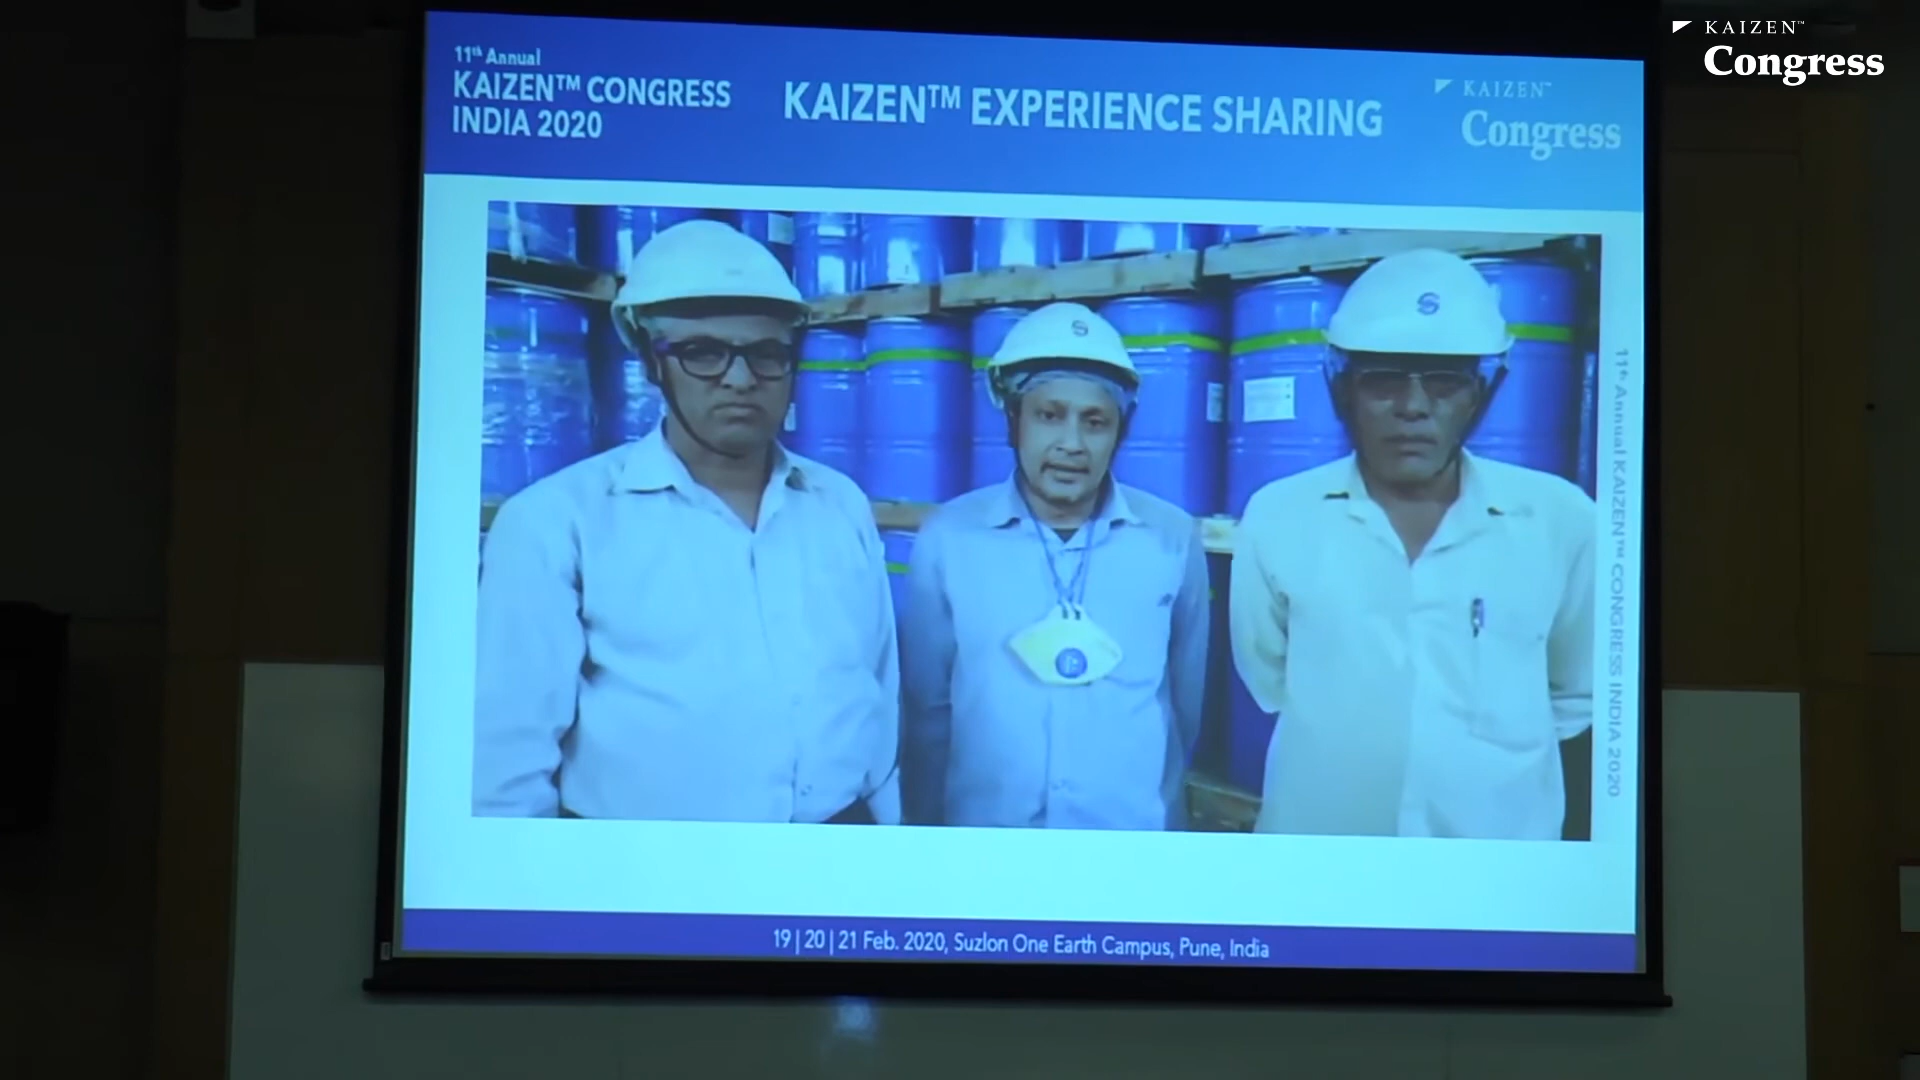 11th Annual
KAIZEN™ CONGRESS
INDIA 2020
KAIZEN™ EXPERIENCE SHARING
KAIZEN™
Congress
KAIZEN™
Congress
S
S
11th Annual KAIZEN™ CONGRESS INDIA 2020
19 | 20 | 21 Feb. 2020, Suzlon One Earth Campus, Pune, India